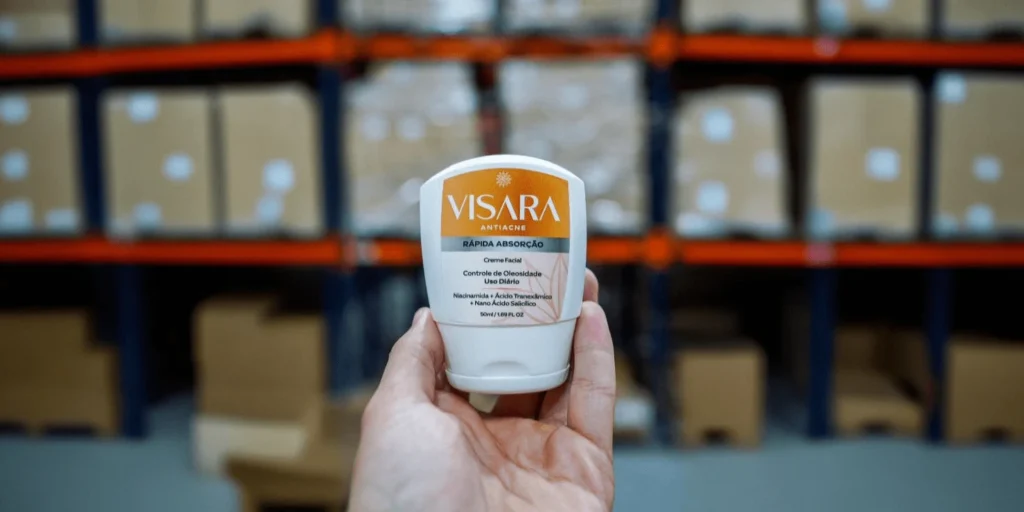 VISARA
ANTIACNE
RÁPIDA ABSORÇÃO
Creme Facial
Controle de Oleosidade
Uso Diário
Niacinamida + Ácido Tranexâmico
+ Nano Ácido Salicílico
50ml / 1.69 FL OZ